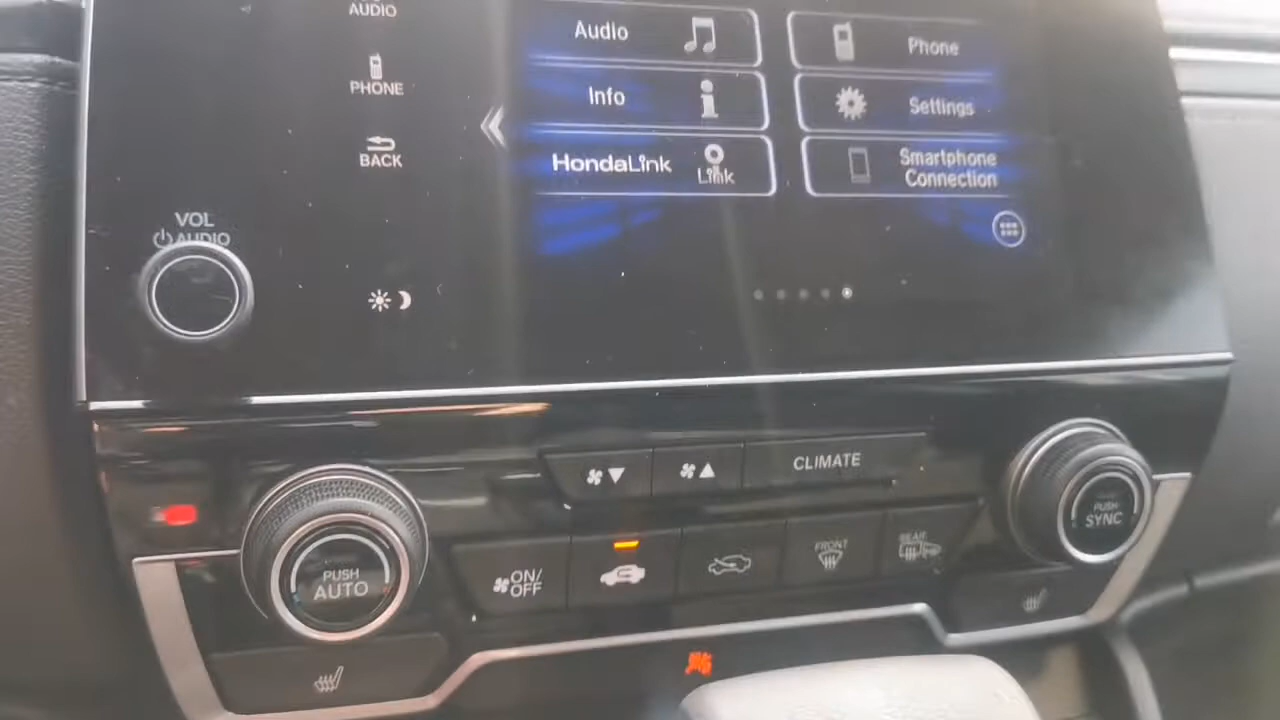 AUDIO
PHONE
BACK
VOL
AUDIO
Audio
Phone
Info
Settings
HondaLink
Link
Smartphone
Connection
CLIMATE
PUSH
AUTO
ON/
OFF
FRONT
REAR
PUSH
SYNC